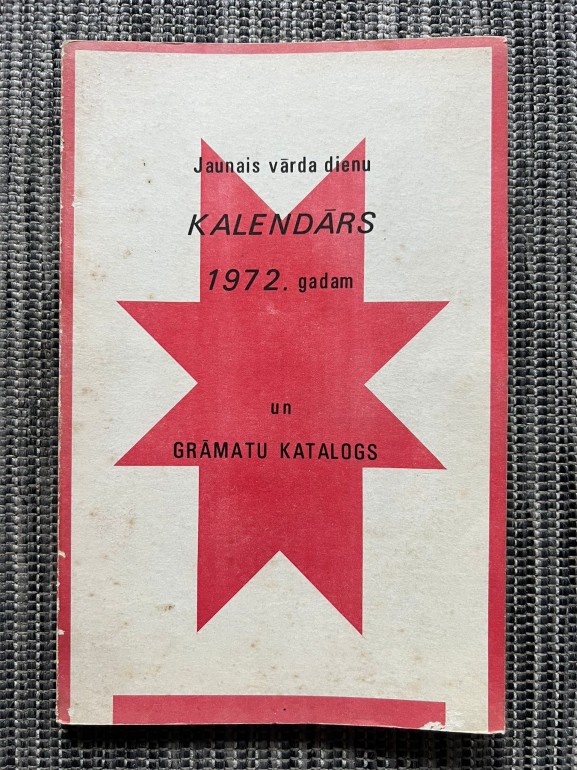 Jaunais vārda dienu
KALENDĀRS
1972. gadam
un
GRĀMATU KATALOGS